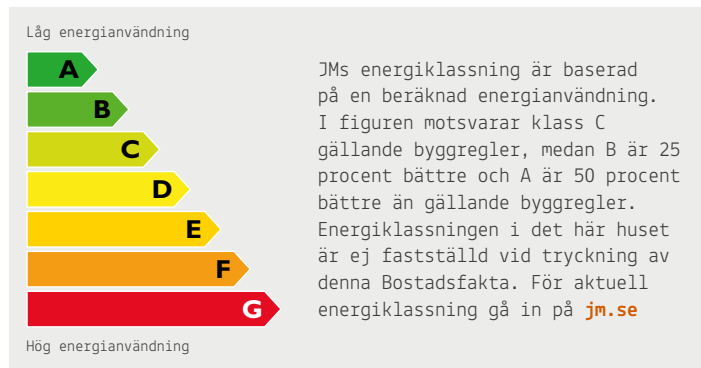 Låg energianvändning
A
B
C
D
E
F
G
Hög energianvändning
JMs energiklassning är baserad
på en beräknad energianvändning.
I figuren motsvarar klass C
gällande byggregler, medan B är 25
procent bättre och A är 50 procent
bättre än gällande byggregler.
Energiklassningen i det här huset
är ej fastställd vid tryckning av
denna Bostadsfakta. För aktuell
energiklassning gå in på jm.se